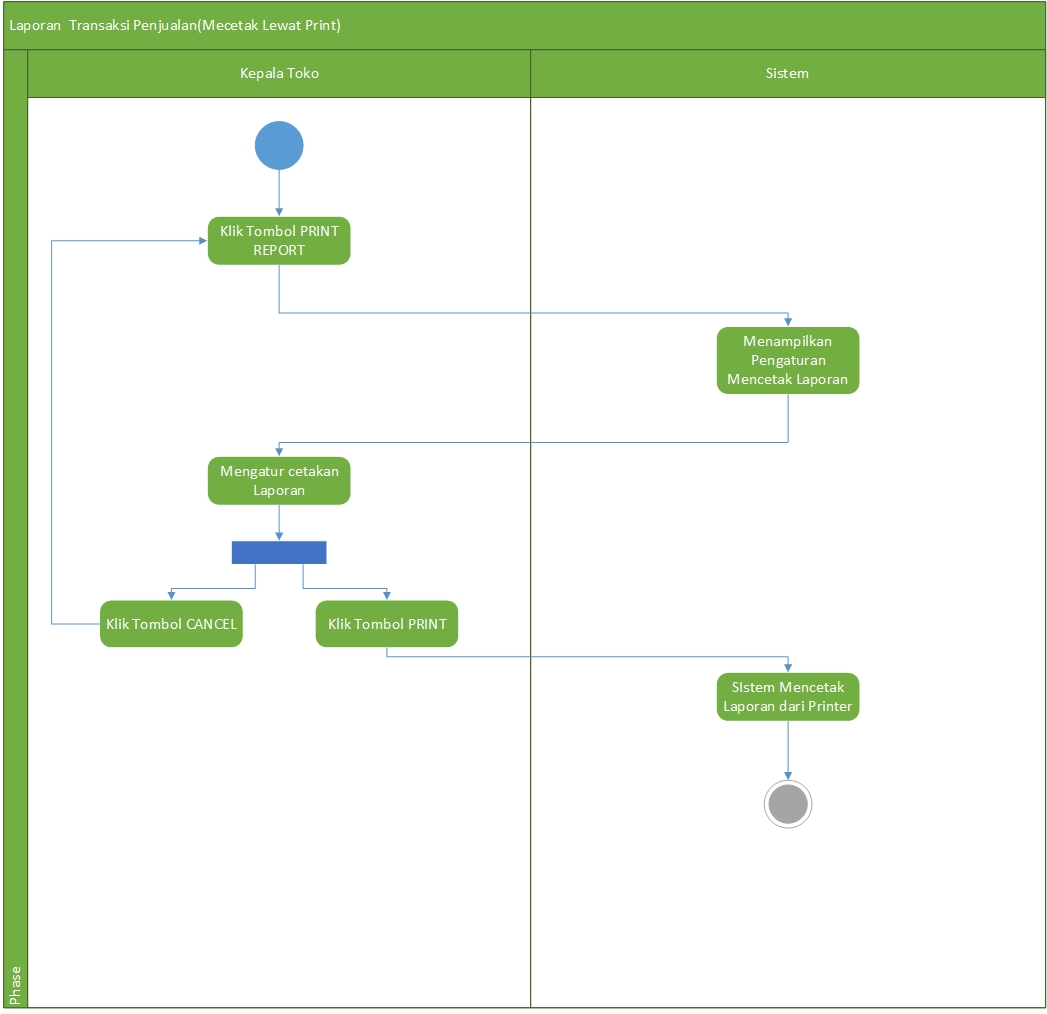 Laporan  Transaksi Penjualan(Mecetak Lewat Print)
Kepala Toko
Sistem
Klik Tombol PRINT
REPORT
Menampilkan
Pengaturan
Mencetak Laporan
Mengatur cetakan
Laporan
Klik Tombol CANCEL
Klik Tombol PRINT
SIstem Mencetak
Laporan dari Printer
Phase